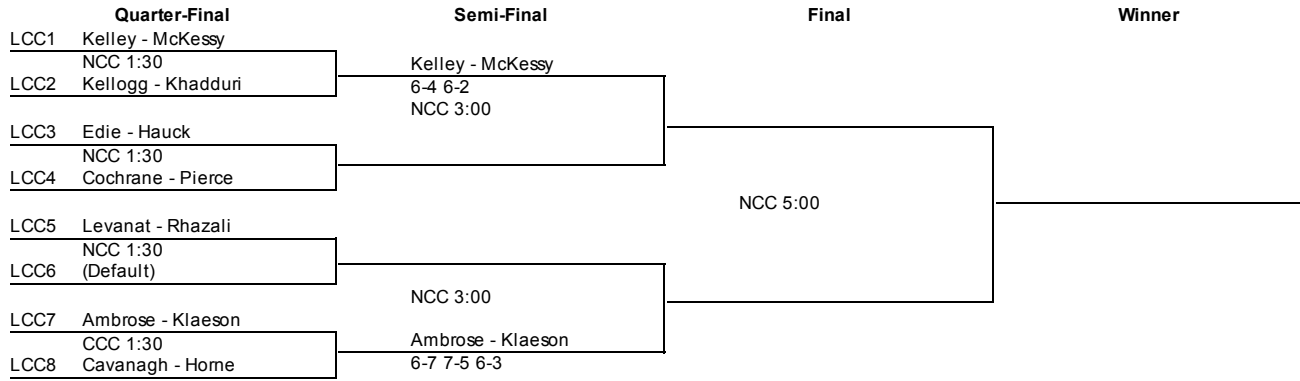 Quarter-Final Semi-Final Final Winner
LCC1 Kelley - McKessy
NCC 1:30
LCC2 Kellogg - Khadduri
Kelley - McKessy
6-4 6-2
NCC 3:00
LCC3 Edie - Hauck
NCC 1:30
LCC4 Cochrane - Pierce
NCC 5:00
LCC5 Levanat - Rhazali
NCC 1:30
LCC6 (Default)
NCC 3:00
LCC7 Ambrose - Klaeson
CCC 1:30
LCC8 Cavanagh - Horne
Ambrose - Klaeson
6-7 7-5 6-3